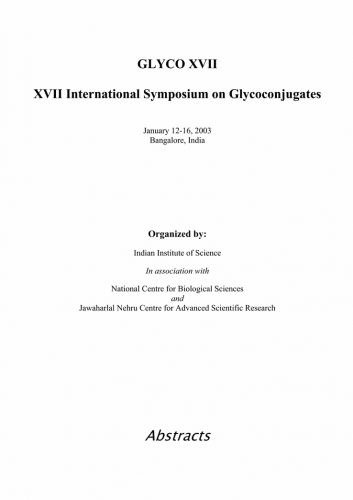 GLYCO XVII
XVII International Symposium on Glycoconjugates
January 12-16, 2003
Bangalore, India
Organized by:
Indian Institute of Science
In association with
National Centre for Biological Sciences
and
Jawaharlal Nehru Centre for Advanced Scientific Research
Abstracts